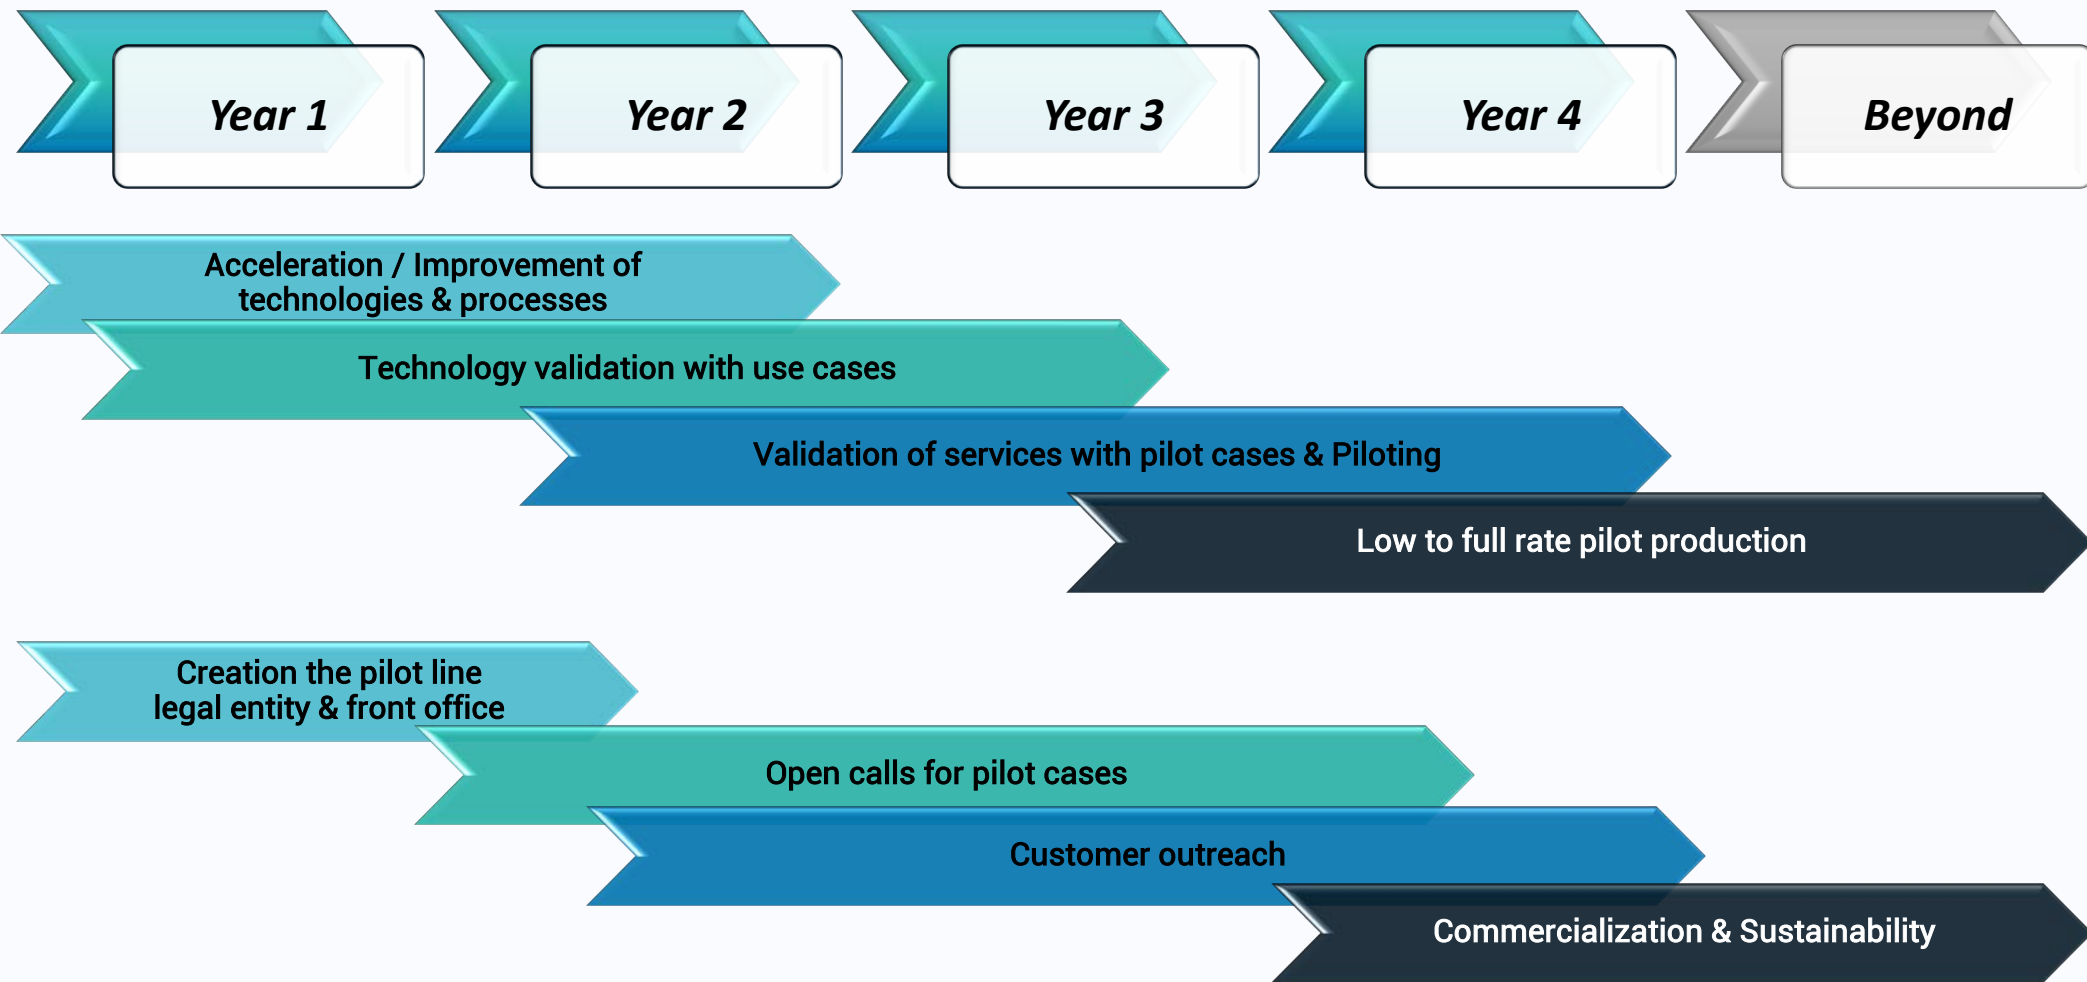 Year 1
Year 2
Year 3
Year 4
Beyond
Acceleration / Improvement of
technologies & processes
Technology validation with use cases
Validation of services with pilot cases & Piloting
Low to full rate pilot production
Creation the pilot line
legal entity & front office
Open calls for pilot cases
Customer outreach
Commercialization & Sustainability